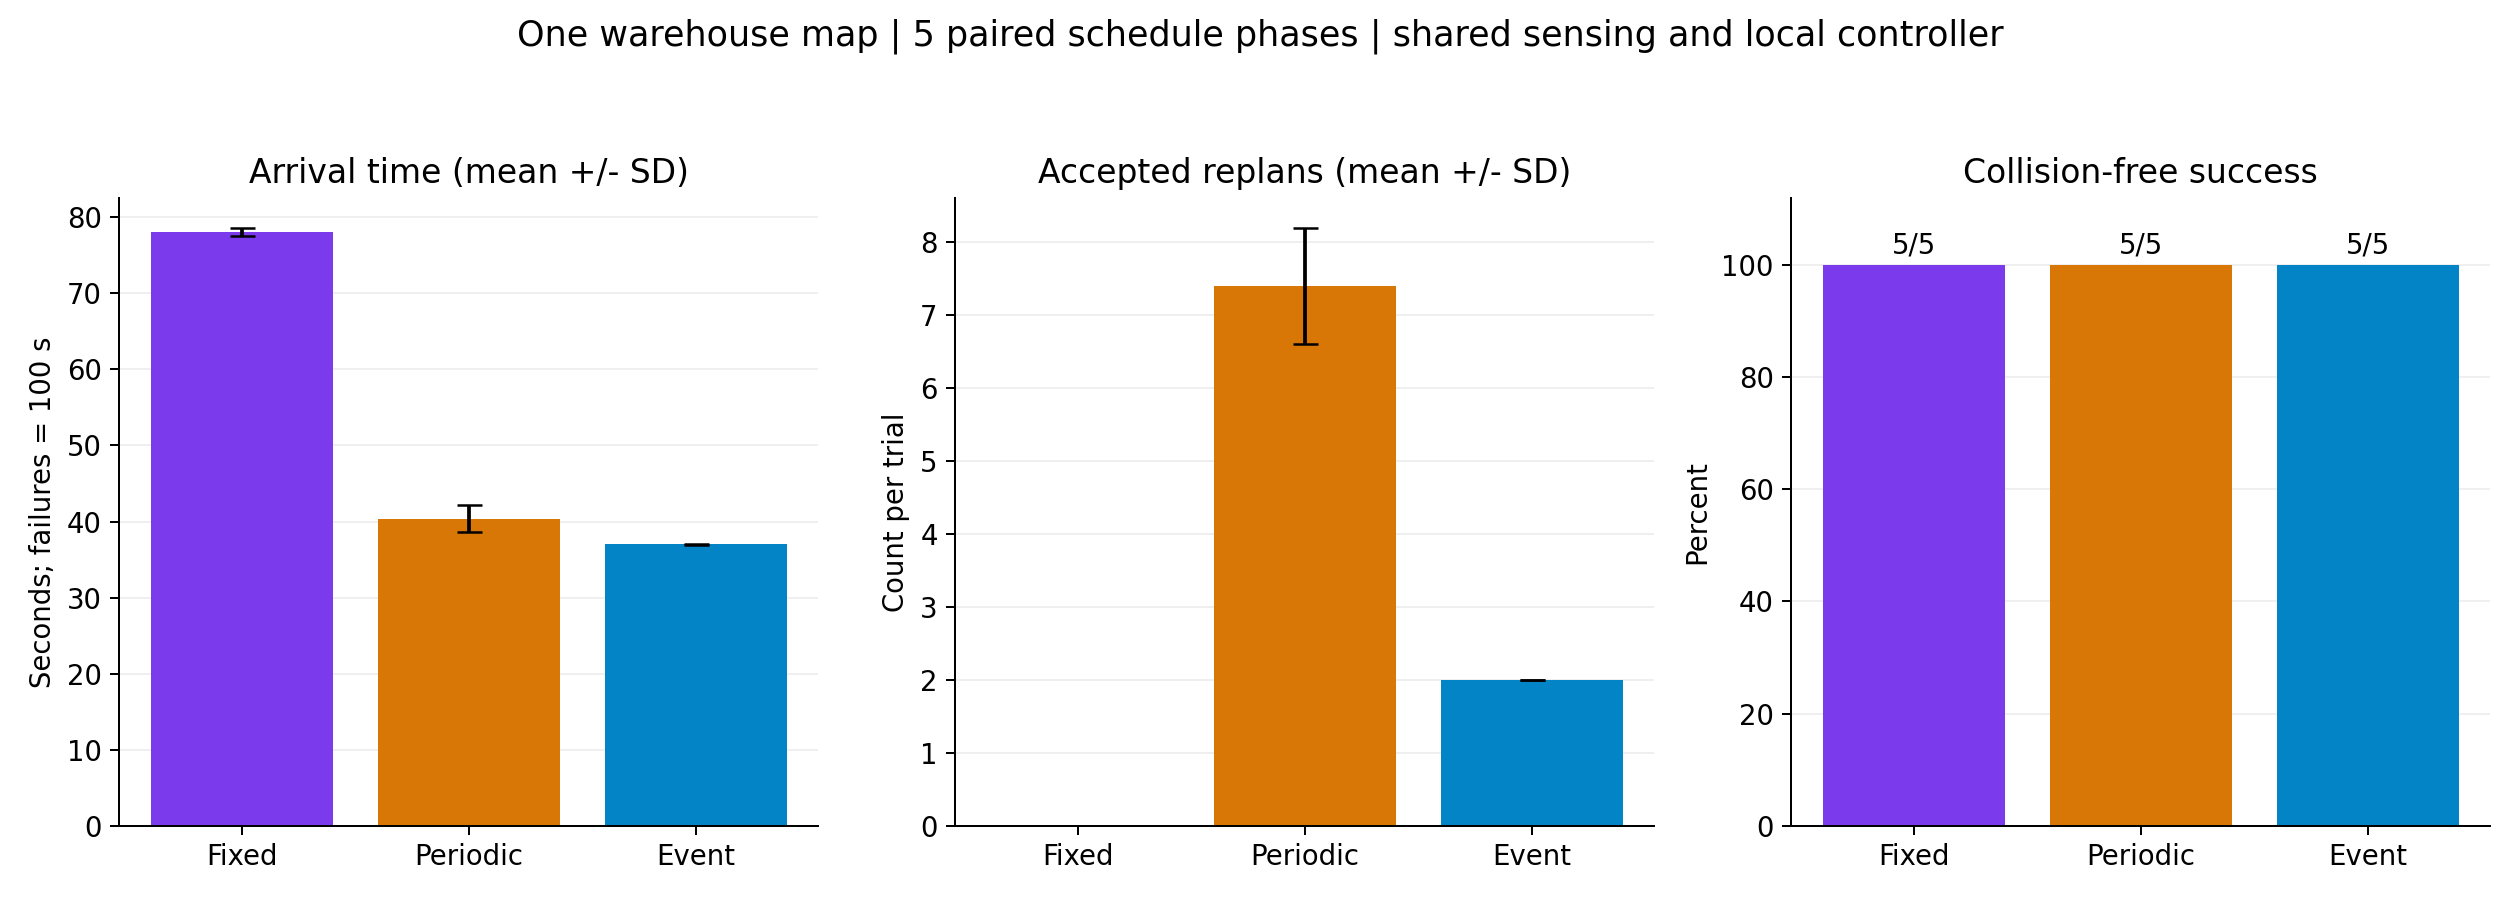 One warehouse map | 5 paired schedule phases | shared sensing and local controller
Arrival time (mean +/- SD)
Seconds; failures = 100 s
80
70
60
50
40
30
20
10
0
Fixed
Periodic
Event
Accepted replans (mean +/- SD)
Count per trial
8
7
6
5
4
3
2
1
0
Fixed
Periodic
Event
Collision-free success
Percent
100
80
60
40
20
0
5/5
5/5
5/5
Fixed
Periodic
Event